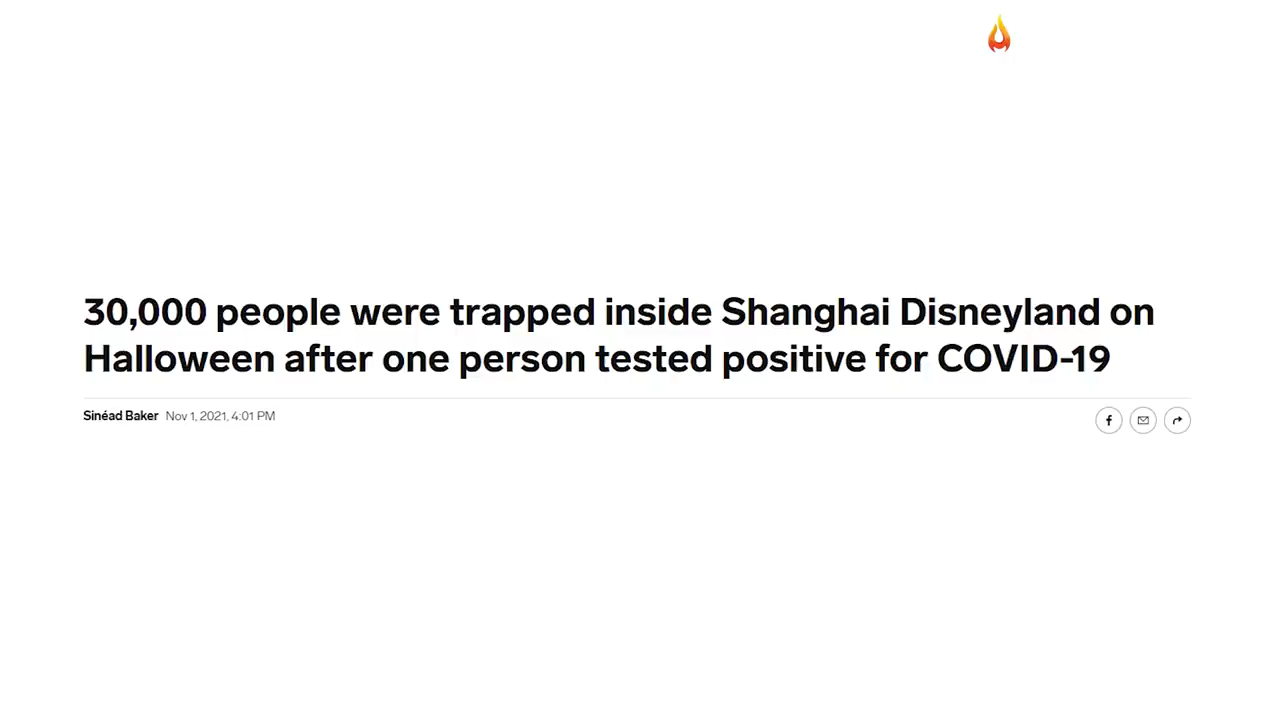 30,000 people were trapped inside Shanghai Disneyland on
Halloween after one person tested positive for COVID-19
Sinéad Baker Nov 1, 2021, 4:01 PM